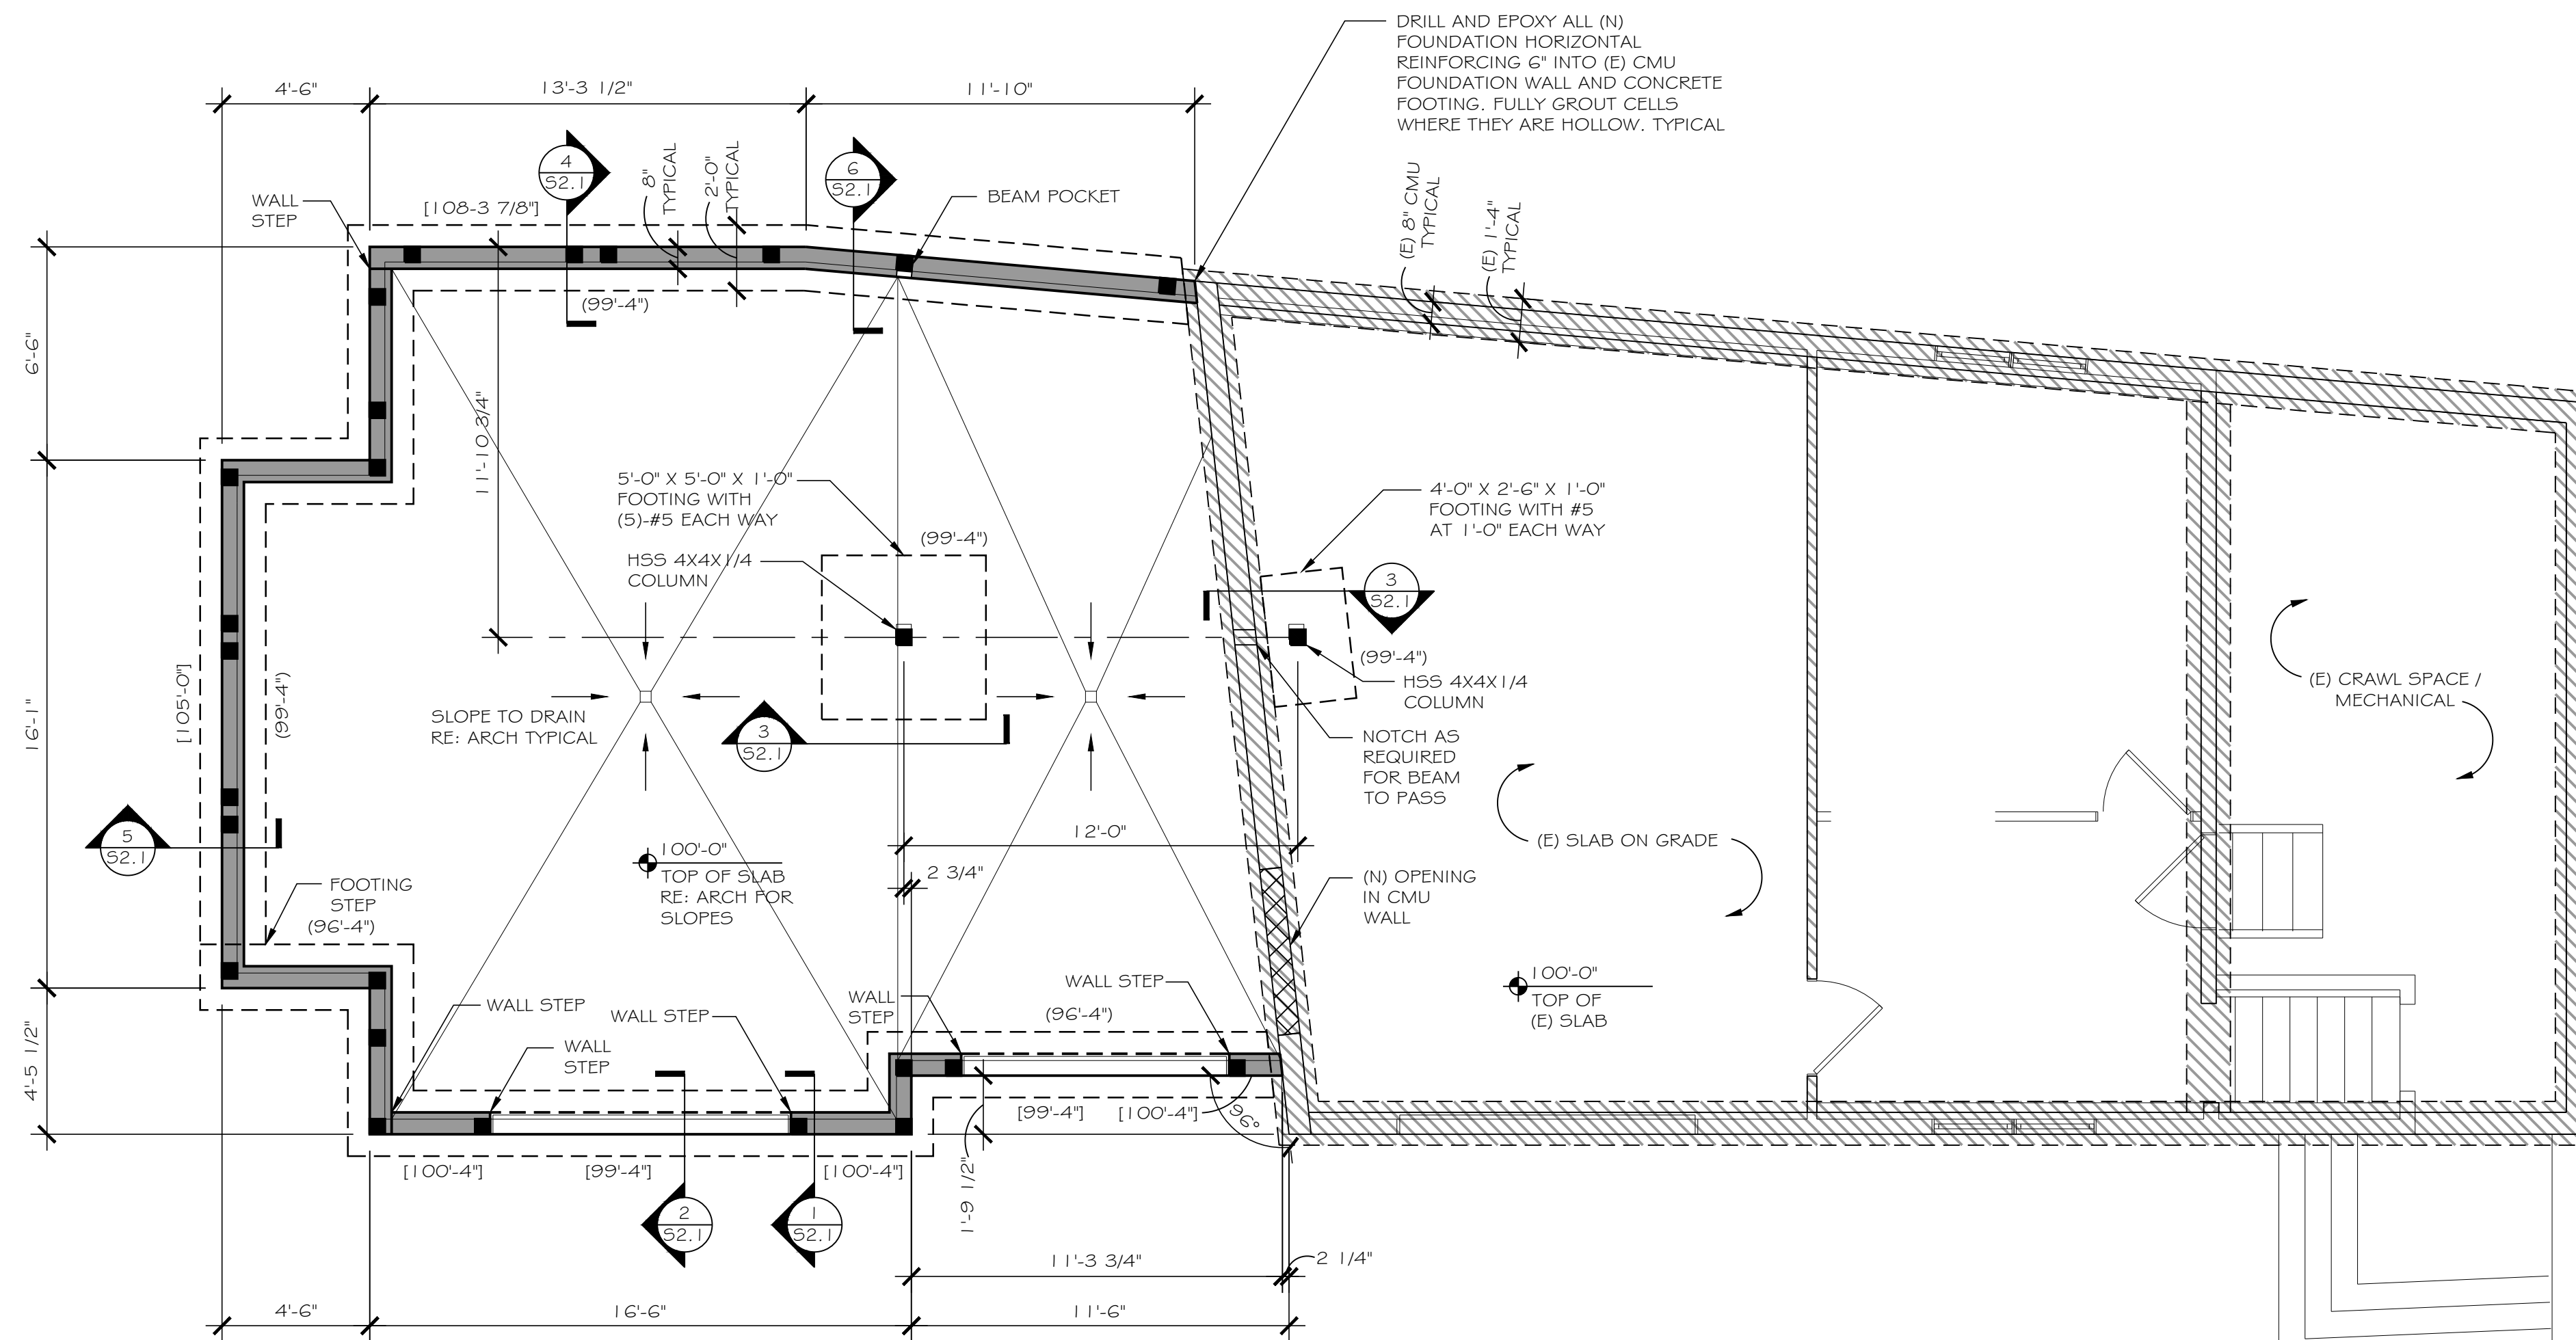 DRILL AND EPOXY ALL (N)
FOUNDATION HORIZONTAL
REINFORCING 6" INTO (E) CMU
FOUNDATION WALL AND CONCRETE
FOOTING. FULLY GROUT CELLS
WHERE THEY ARE HOLLOW. TYPICAL
4'-6"
13'-3 1/2"
11'-10"
4
S2.1
8"
TYPICAL
2'-0"
TYPICAL
6
S2.1
BEAM POCKET
WALL
STEP
[108-3 7/8"]
(E) 8" CMU
TYPICAL
(E) 1'-4"
TYPICAL
(99'-4")
6'-6"
11'-10 3/4"
5'-0" X 5'-0" X 1'-0"
FOOTING WITH
(5)-#5 EACH WAY
(99'-4")
HSS 4X4X1/4
COLUMN
4'-0" X 2'-6" X 1'-0"
FOOTING WITH #5
AT 1'-0" EACH WAY
3
S2.1
(99'-4")
HSS 4X4X1/4
COLUMN
(E) CRAWL SPACE /
MECHANICAL
[105'-0"]
(99'-4")
16'-1"
SLOPE TO DRAIN
RE: ARCH TYPICAL
3
S2.1
NOTCH AS
REQUIRED
FOR BEAM
TO PASS
12'-0"
(E) SLAB ON GRADE
5
S2.1
100'-0"
TOP OF SLAB
RE: ARCH FOR
SLOPES
2 3/4"
(N) OPENING
IN CMU
WALL
FOOTING
STEP
(96'-4")
100'-0"
TOP OF
(E) SLAB
WALL STEP
WALL STEP
WALL
STEP
WALL STEP
(96'-4")
WALL
STEP
4'-5 1/2"
[99'-4"]
[100'-4"]
96°
[100'-4"]
[99'-4"]
[100'-4"]
1'-9 1/2"
2
S2.1
1
S2.1
11'-3 3/4"
2 1/4"
4'-6"
16'-6"
11'-6"